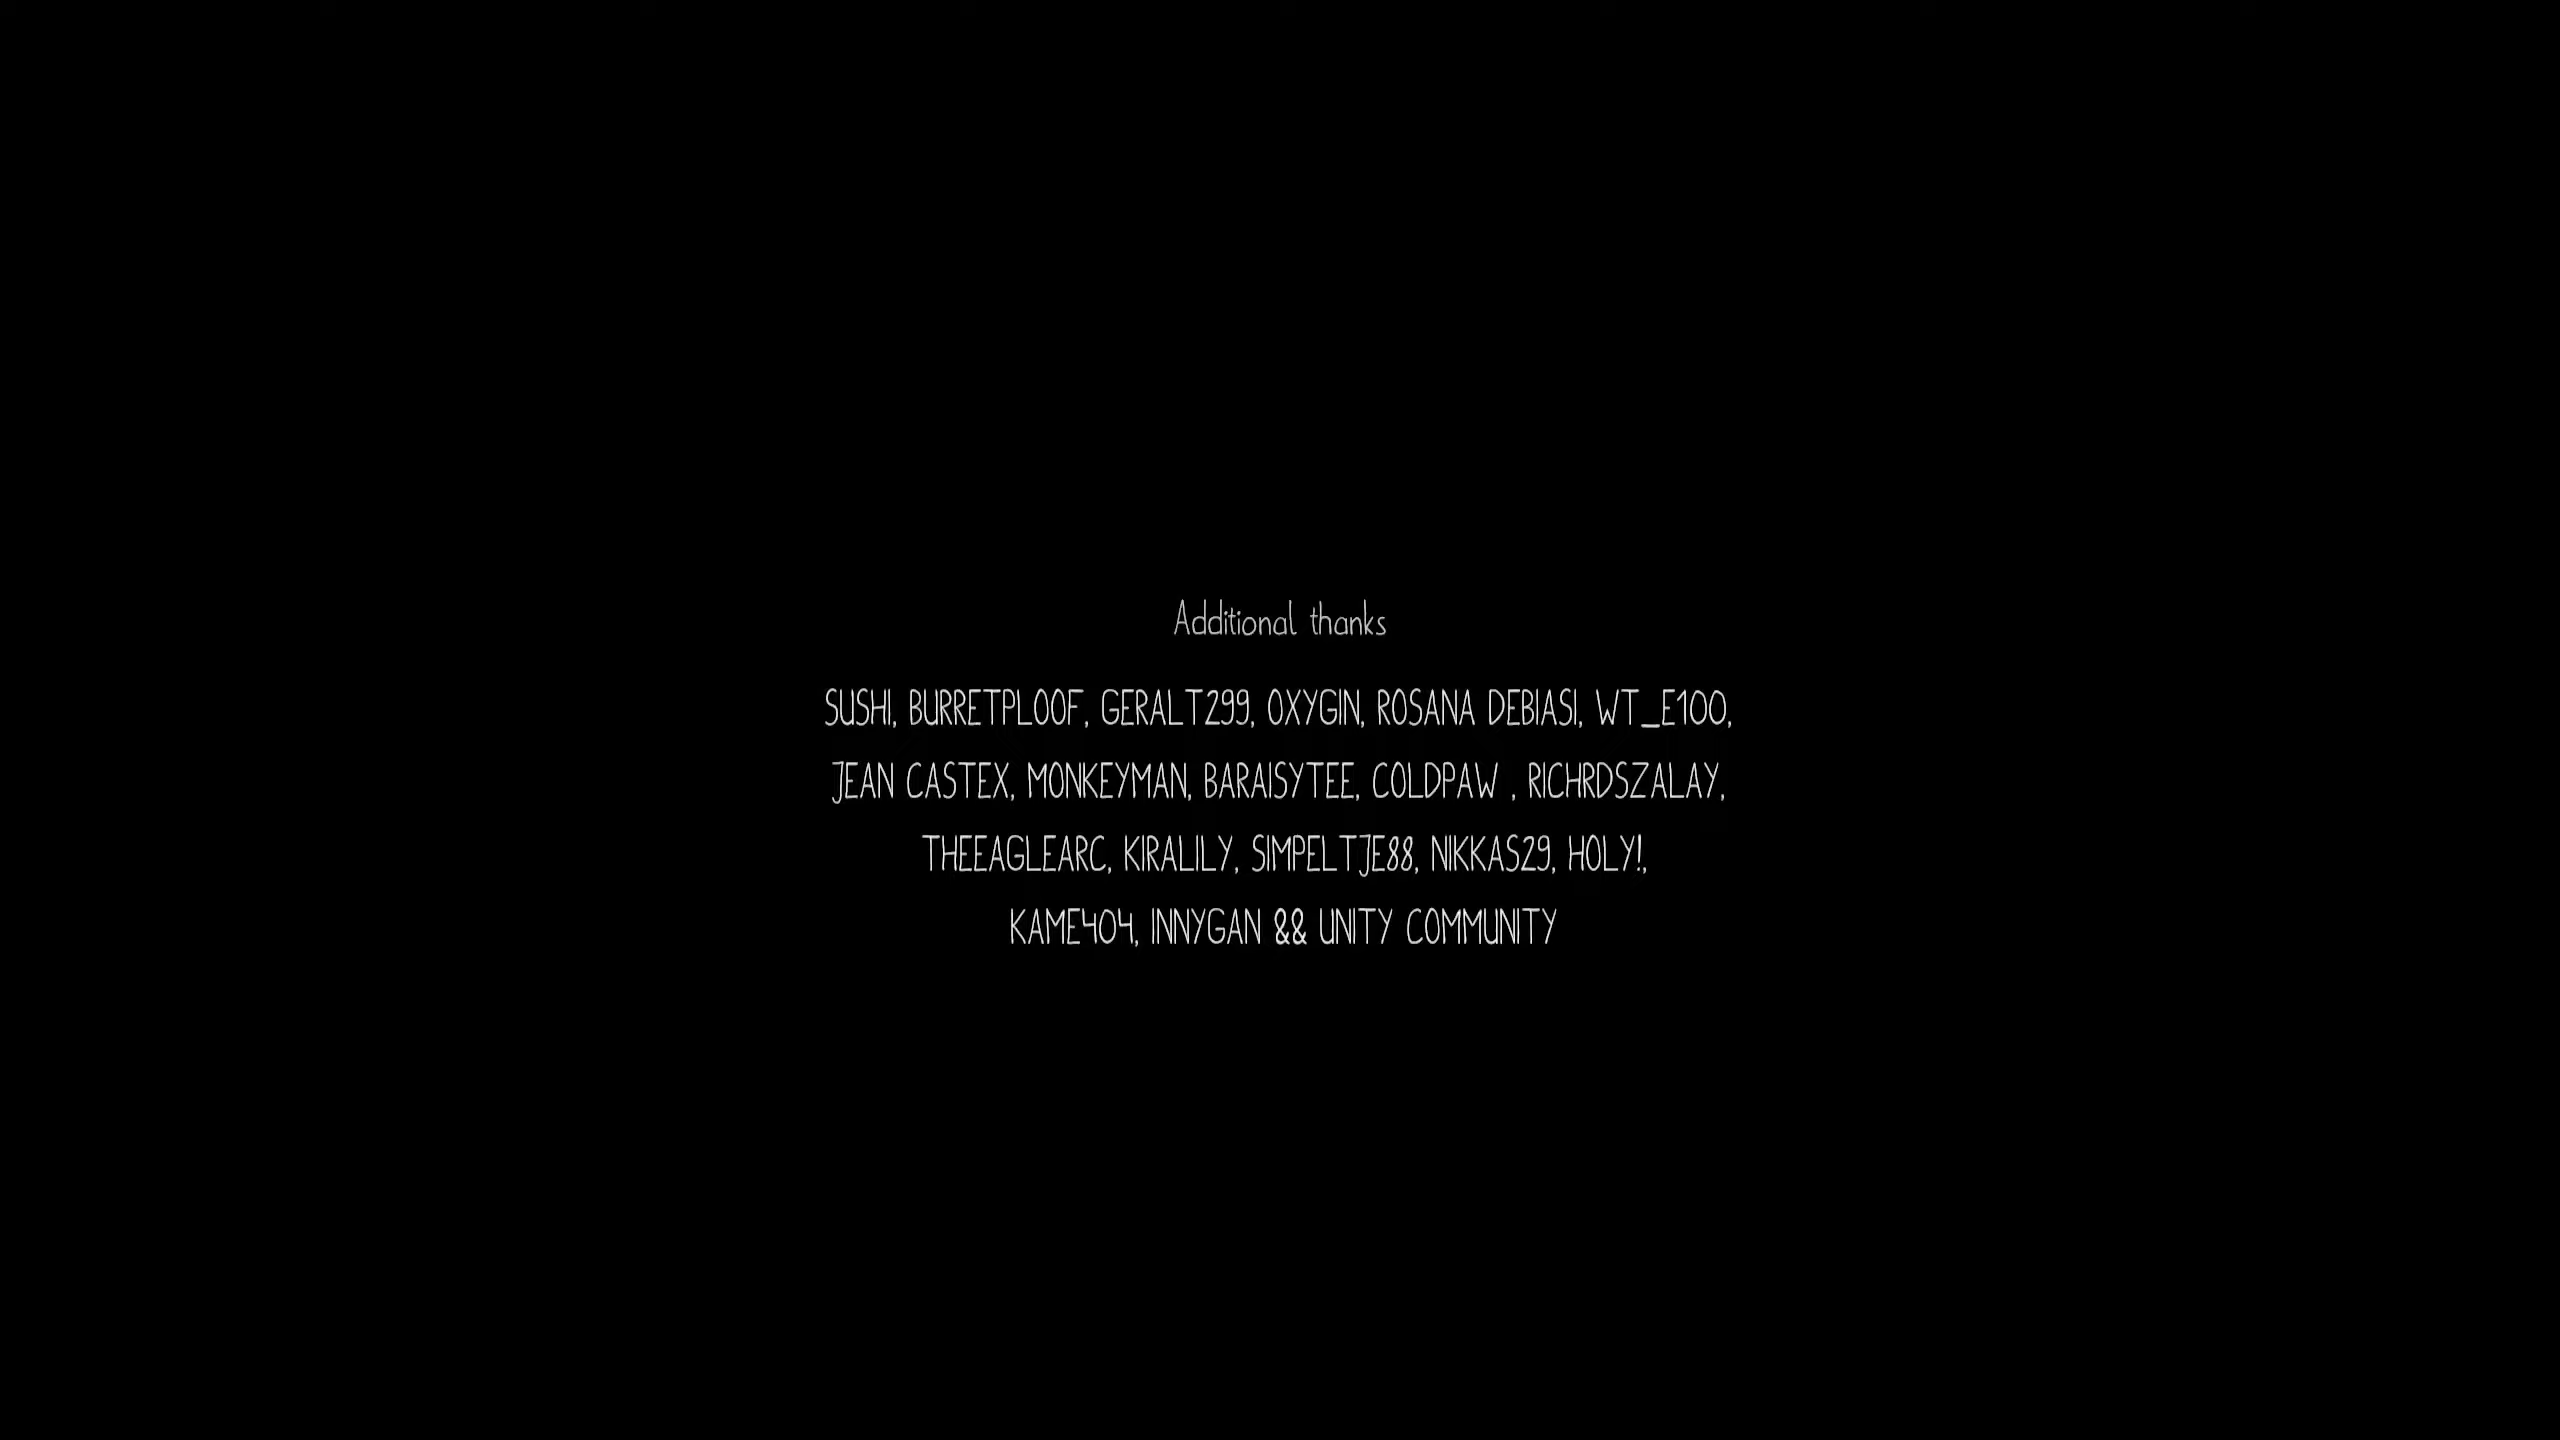 Additional thanks
SUSHI, BURRETPLOOF, GERALT299, OXYGIN, ROSANA DEBIASI, WT_E100,
JEAN CASTEX, MONKEYMAN, BARAISYTEE, COLDPAW , RICHRDSZALAY,
THEEAGLEARC, KIRALILY, SIMPELTJE88, NIKKAS29, HOLY!,
KAME404, INNYGAN && UNITY COMMUNITY